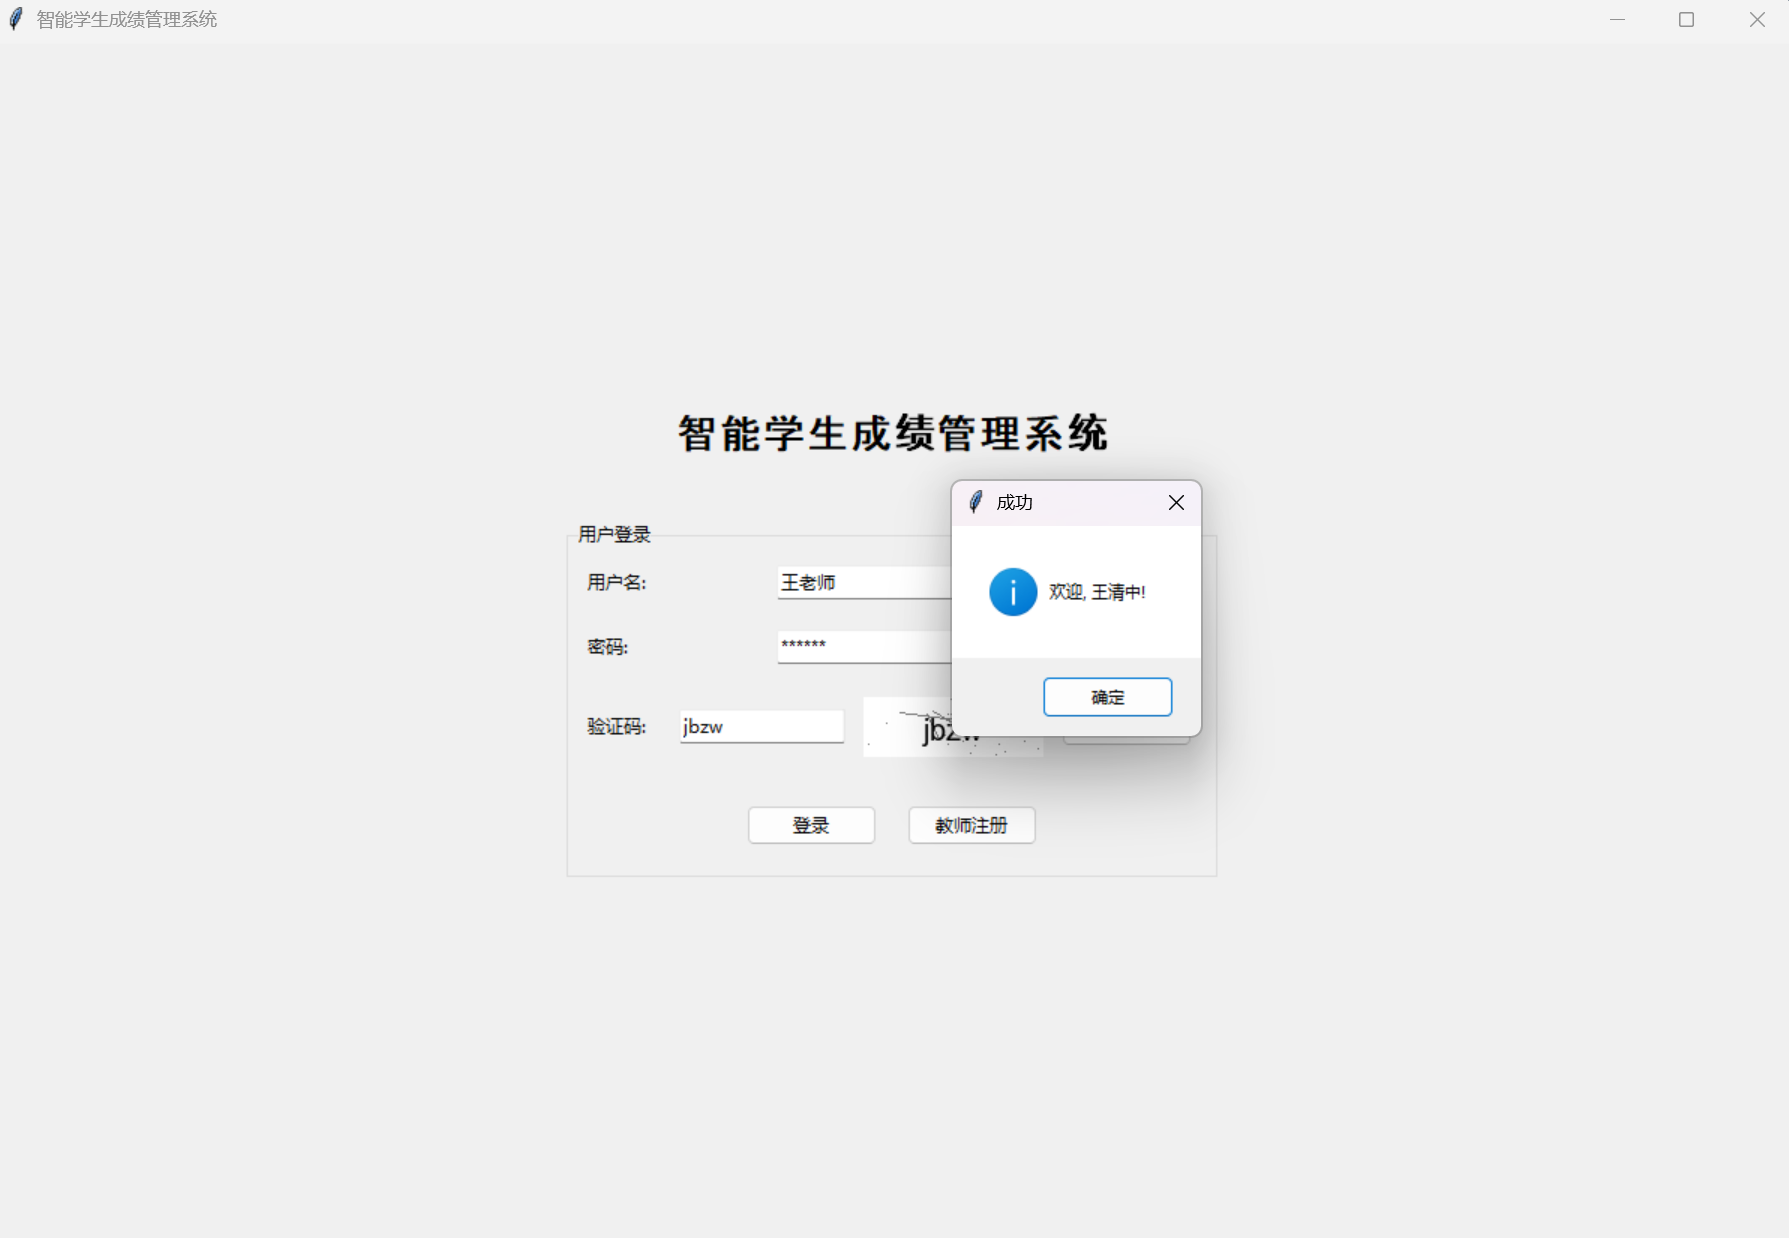 智能学生成绩管理系统
智能学生成绩管理系统
成功
用户登录
用户名:
王老师
欢迎, 王清中!
密码:
******
确定
验证码:
jbzw
jbzw
登录
教师注册